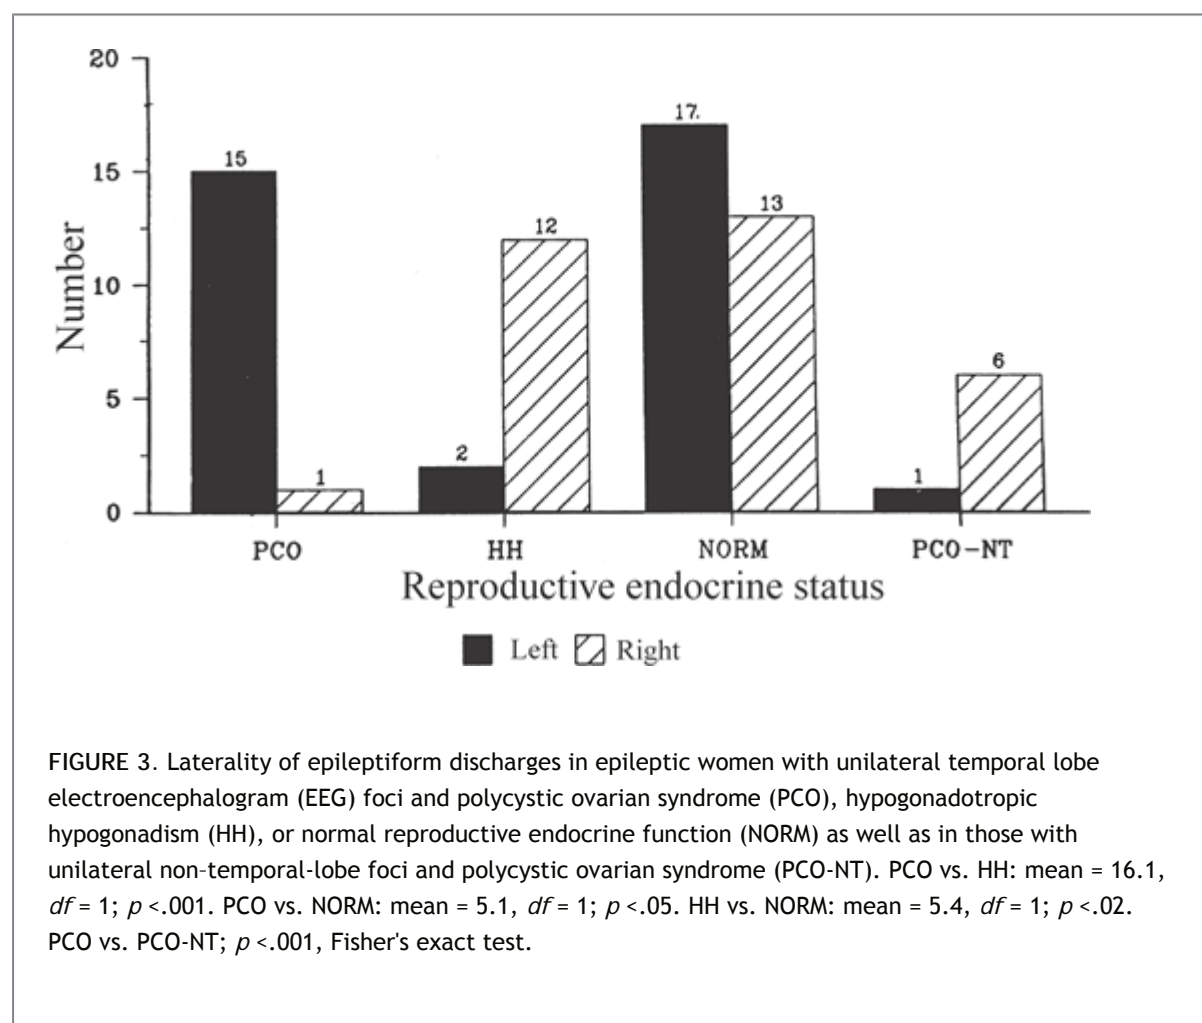 20
15
10
5
0
Number
15
1
2
12
17.
13
1
6
PCO HH NORM PCO-NT
Reproductive endocrine status
Left Right
FIGURE 3. Laterality of epileptiform discharges in epileptic women with unilateral temporal lobe
electroencephalogram (EEG) foci and polycystic ovarian syndrome (PCO), hypogonadotropic
hypogonadism (HH), or normal reproductive endocrine function (NORM) as well as in those with
unilateral non-temporal-lobe foci and polycystic ovarian syndrome (PCO-NT). PCO vs. HH: mean = 16.1,
df = 1; p <.001. PCO vs. NORM: mean = 5.1, df = 1; p <.05. HH vs. NORM: mean = 5.4, df = 1; p <.02.
PCO vs. PCO-NT; p <.001, Fisher's exact test.